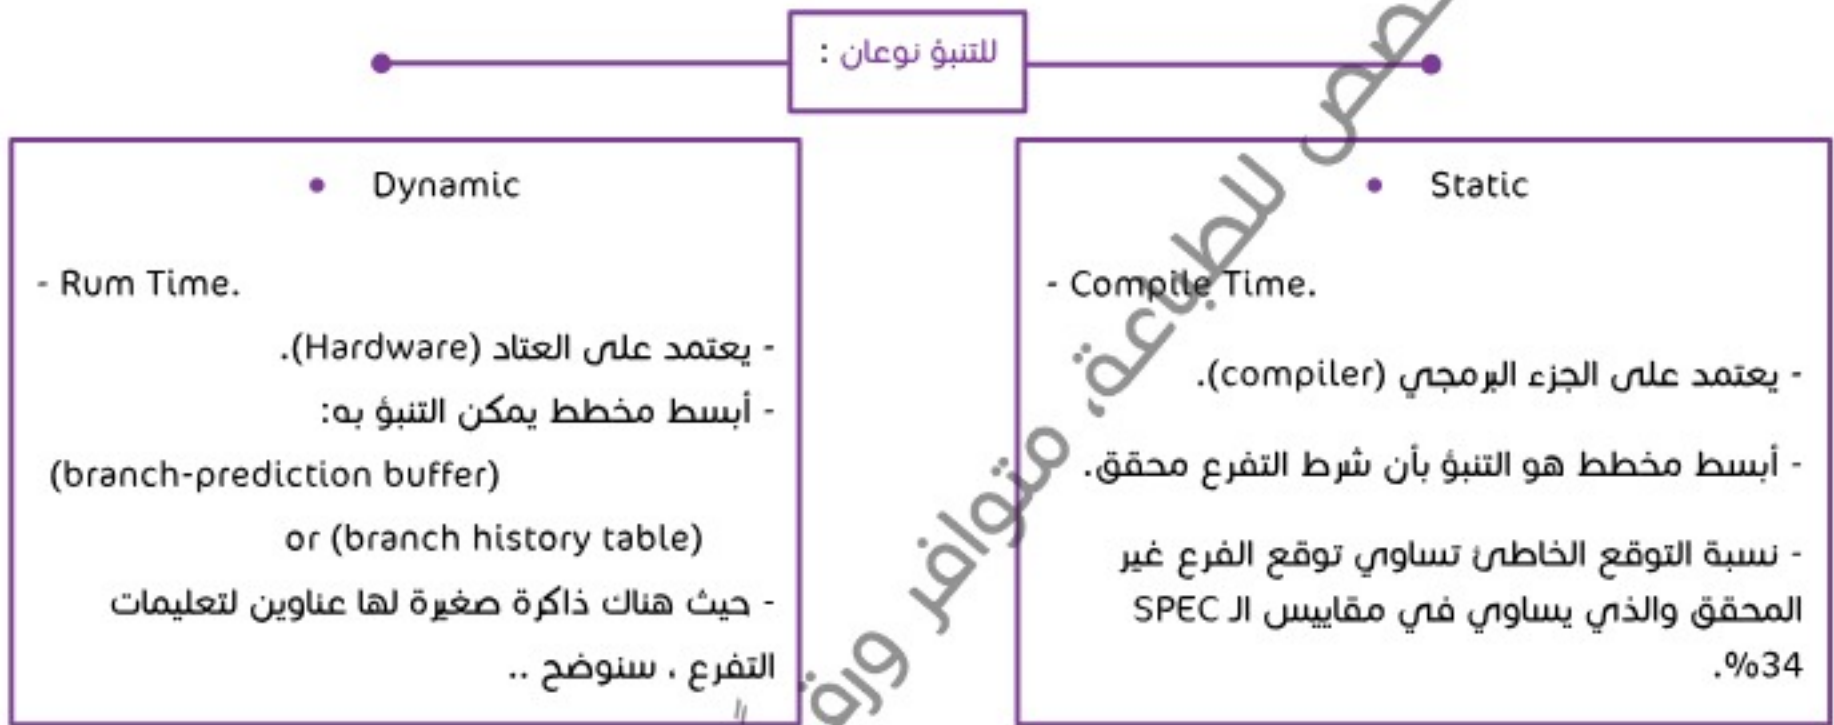 للتنبؤ نوعان :
• Static
- Compile Time.
- يعتمد على الجزء البرمجي (compiler).
- أبسط مخطط هو التنبؤ بأن شرط التفرع محقق.
- نسبة التوقع الخاطئ تساوي توقع الفرع غير
المحقق والذي يساوي في مقاييس الـ SPEC
34%.
• Dynamic
- Rum Time.
- يعتمد على العتاد (Hardware).
- أبسط مخطط يمكن التنبؤ به:
(branch-prediction buffer)
or (branch history table)
- حيث هناك ذاكرة صغيرة لها عناوين لتعليمات
التفرع ، سنوضح ..
للطباعة، متوافر